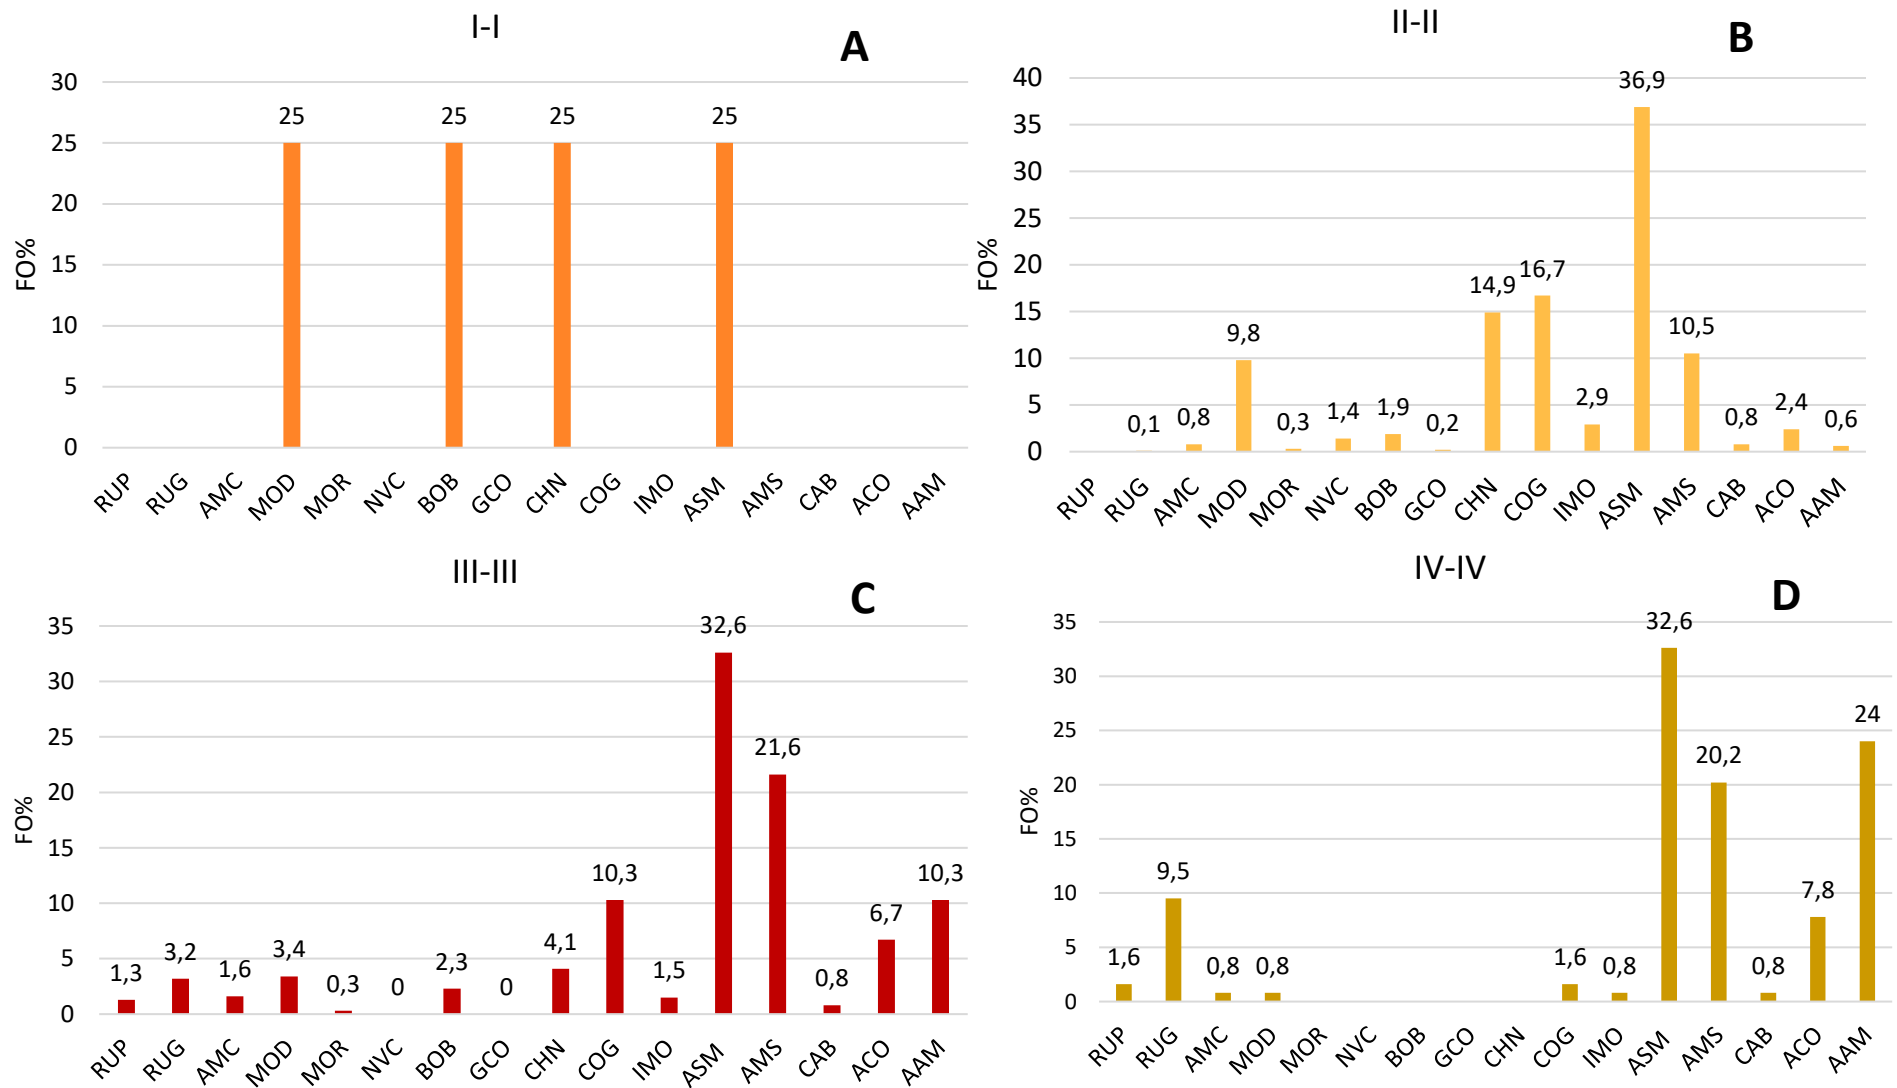 I-I
A
30
25
20
15
10
5
0
FO%
25 25 25 25
RUP RUG AMC MOD MOR NVC BOB GCO CHN COG IMO ASM AMS CAB ACO AAM
II-II
B
40
35
30
25
20
15
10
5
0
FO%
0,1 0,8 9,8 0,3 1,4 1,9 0,2 14,9 16,7 2,9 36,9 10,5 0,8 2,4 0,6
RUP RUG AMC MOD MOR NVC BOB GCO CHN COG IMO ASM AMS CAB ACO AAM
III-III
C
35
30
25
20
15
10
5
0
FO%
1,3 3,2 1,6 3,4 0,3 0 2,3 0 4,1 10,3 1,5 32,6 21,6 0,8 6,7 10,3
RUP RUG AMC MOD MOR NVC BOB GCO CHN COG IMO ASM AMS CAB ACO AAM
IV-IV
D
35
30
25
20
15
10
5
0
FO%
1,6 9,5 0,8 0,8 1,6 0,8 32,6 20,2 0,8 7,8 24
RUP RUG AMC MOD MOR NVC BOB GCO CHN COG IMO ASM AMS CAB ACO AAM